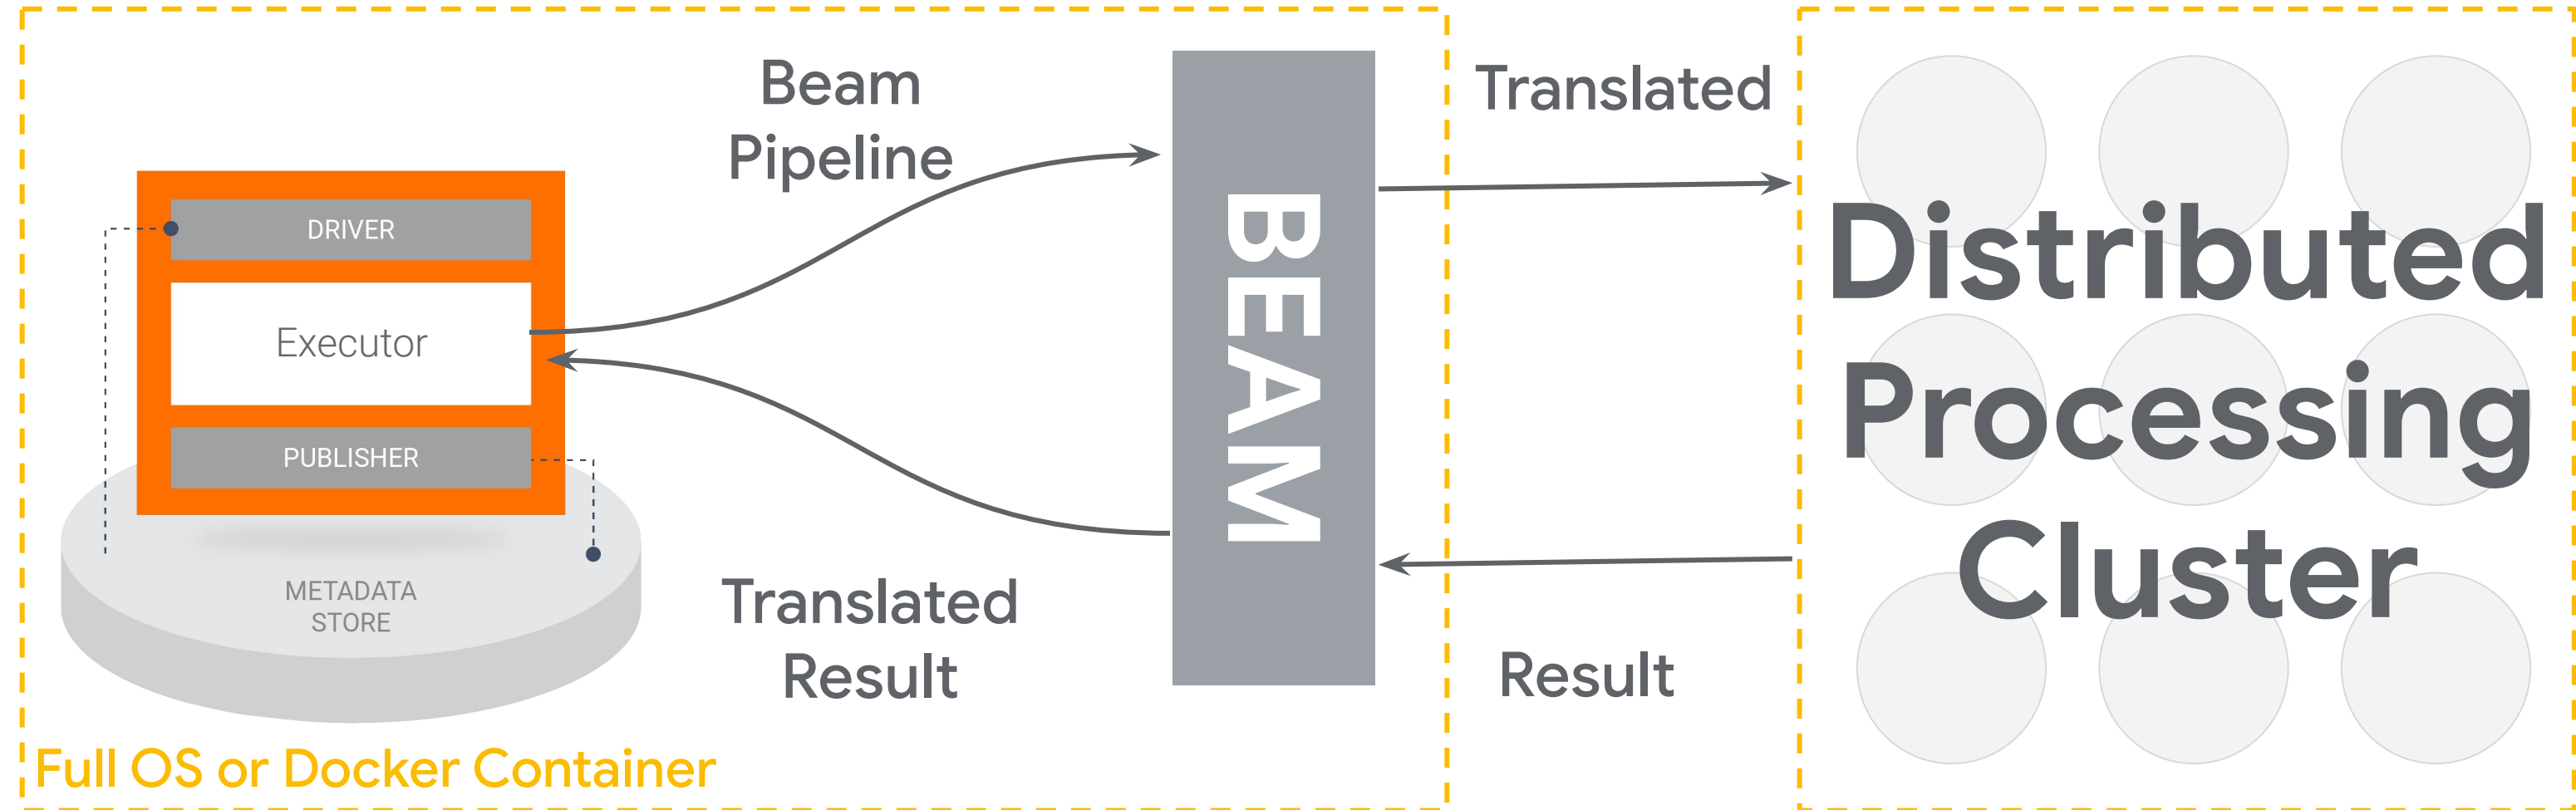 Beam
Pipeline
DRIVER
Executor
PUBLISHER
METADATA
STORE
Translated
Result
Full OS or Docker Container
BEAM
Translated
Result
Distributed
Processing
Cluster